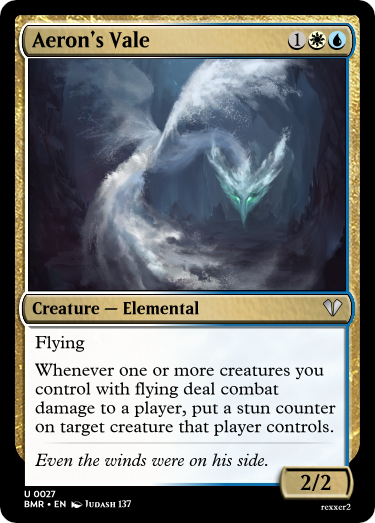 Aeron's Vale 1
Creature — Elemental
Flying
Whenever one or more creatures you
control with flying deal combat
damage to a player, put a stun counter
on target creature that player controls.
Even the winds were on his side.
2/2
U 0027
BMR • EN Judash 137
rexxer2